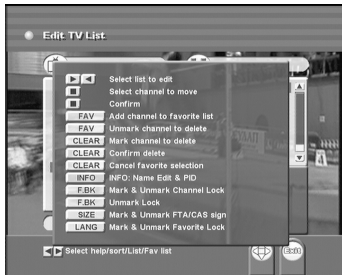 Edit TV List
Select list to edit
Select channel to move
Confirm
FAV Add channel to favorite list
FAV Unmark channel to delete
CLEAR Mark channel to delete
CLEAR Confirm delete
CLEAR Cancel favorite selection
INFO INFO: Name Edit & PID
F.BK Mark & Unmark Channel Lock
F.BK Unmark Lock
SIZE Mark & Unmark FTA/CAS sign
LANG Mark & Unmark Favorite Lock
Select help/sort/List/Fav list
Exit